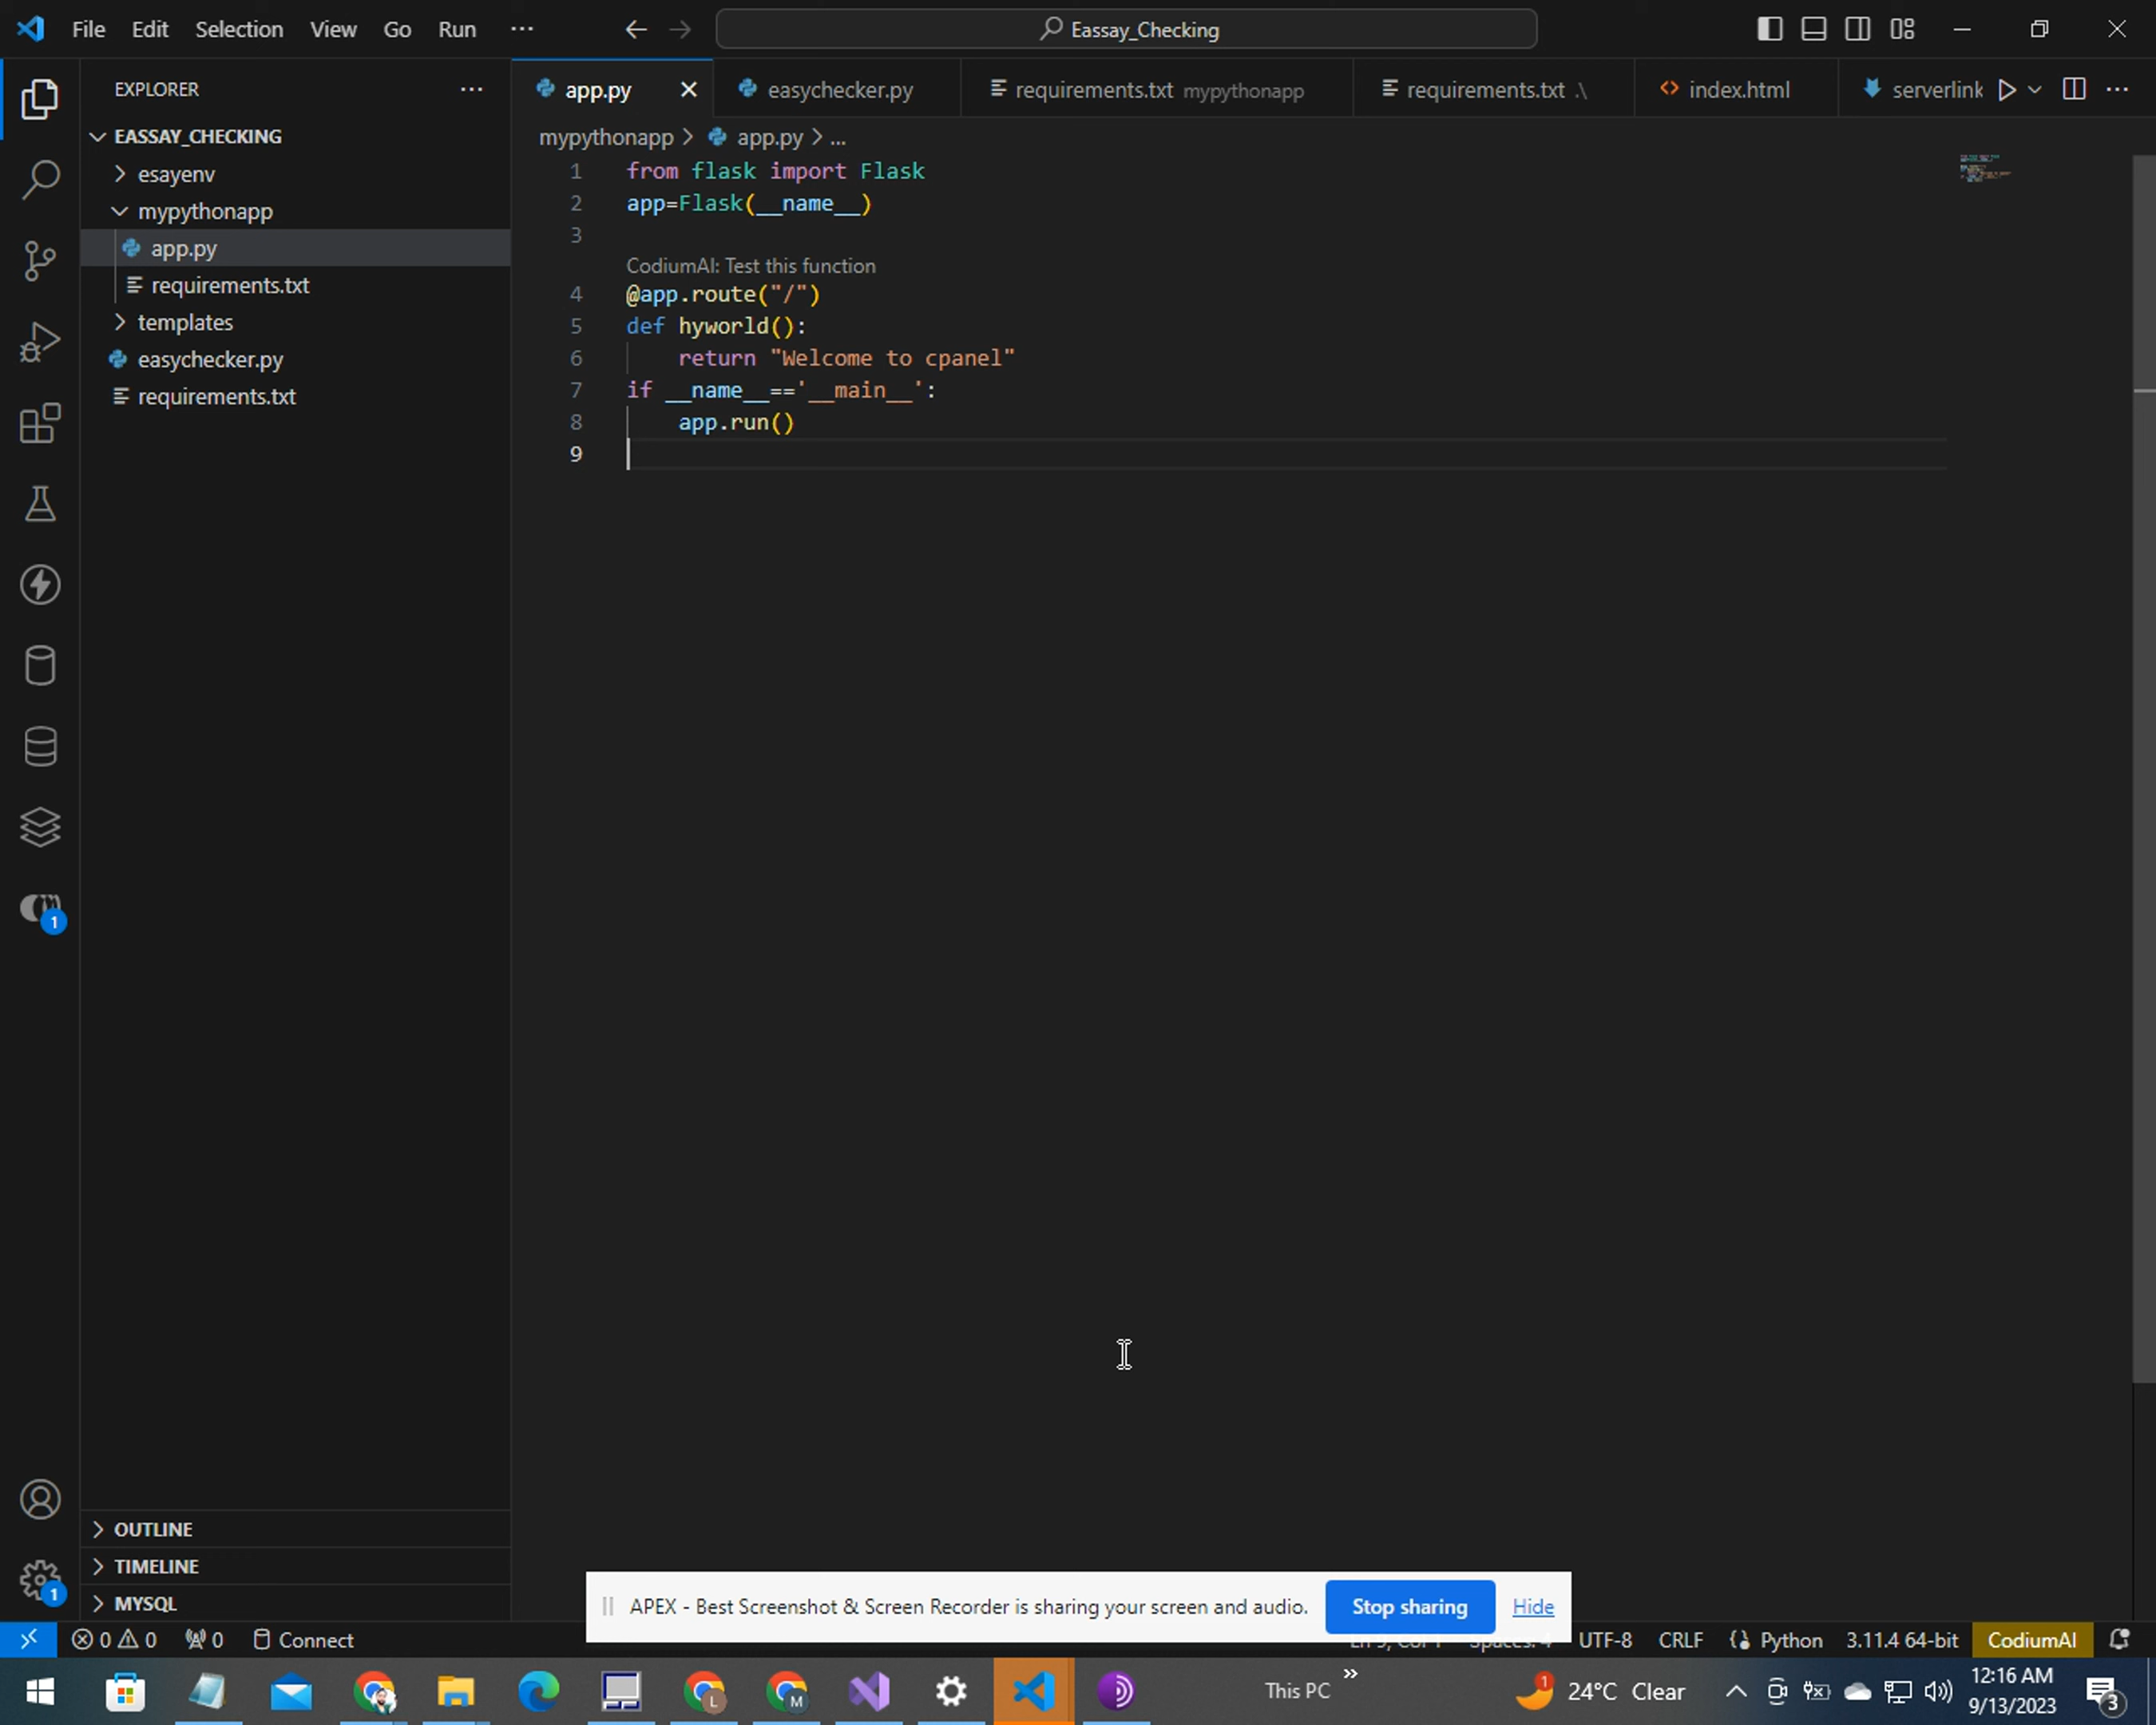 File Edit Selection View Go Run ...
Eassay_Checking
EXPLORER
EASSAY_CHECKING
esayenv
mypythonapp
app.py
requirements.txt
templates
easychecker.py
requirements.txt
OUTLINE
TIMELINE
MYSQL
app.py easychecker.py requirements.txt mypythonapp requirements.txt .\ index.html serverlink
mypythonapp > app.py > ...
1 from flask import Flask
2 app=Flask(__name__)
3
CodiumAI: Test this function
4 @app.route("/")
5 def hyworld():
6 return "Welcome to cpanel"
7 if __name__=='__main__':
8 app.run()
9
1
1
APEX - Best Screenshot & Screen Recorder is sharing your screen and audio. Stop sharing Hide
0 0 0 Connect UTF-8 CRLF Python 3.11.4 64-bit CodiumAI
L M This PC » 1 24°C Clear 12:16 AM
9/13/2023 3